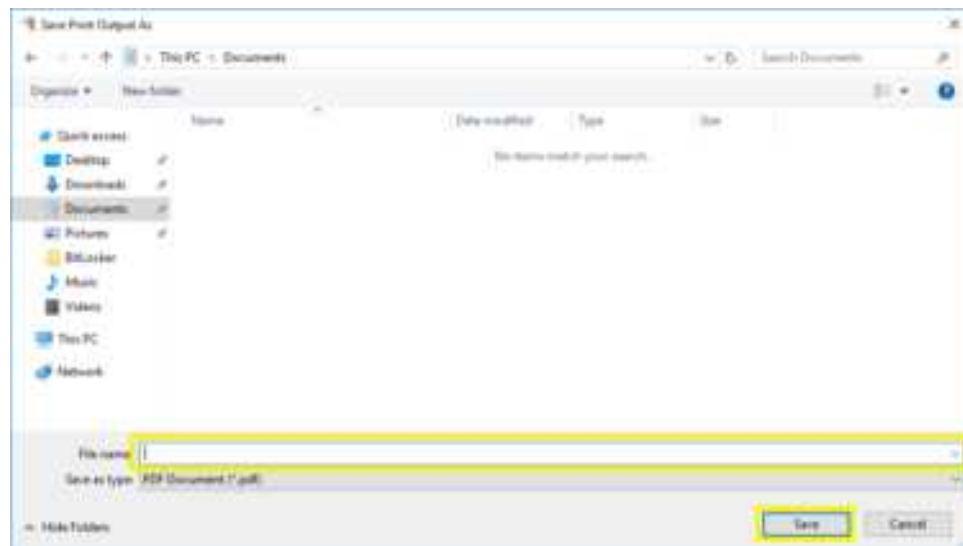 Save Print Output As
This PC > Documents
Search Documents
Organize
New folder
Name
Date modified
Type
Size
Quick access
No items match your search.
Desktop
Downloads
Documents
Pictures
BitLocker
Music
Videos
This PC
Network
File name
Save as type PDF Document (*.pdf)
Hide Folders
Save
Cancel